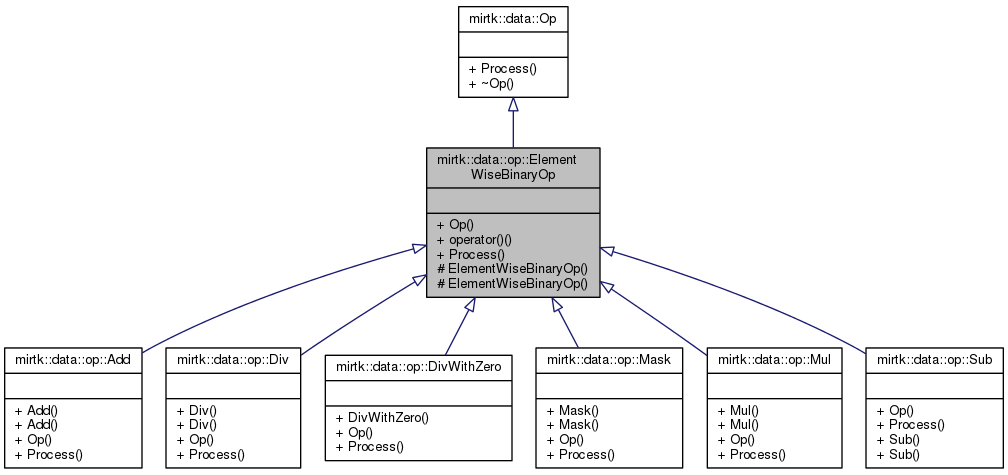 mirtk::data::Op
+ Process()
+ ~Op()
mirtk::data::op::Element
WiseBinaryOp
+ Op()
+ operator()()
+ Process()
# ElementWiseBinaryOp()
# ElementWiseBinaryOp()
mirtk::data::op::Add
+ Add()
+ Add()
+ Op()
+ Process()
mirtk::data::op::Div
+ Div()
+ Div()
+ Op()
+ Process()
mirtk::data::op::DivWithZero
+ DivWithZero()
+ Op()
+ Process()
mirtk::data::op::Mask
+ Mask()
+ Mask()
+ Op()
+ Process()
mirtk::data::op::Mul
+ Mul()
+ Mul()
+ Op()
+ Process()
mirtk::data::op::Sub
+ Op()
+ Process()
+ Sub()
+ Sub()